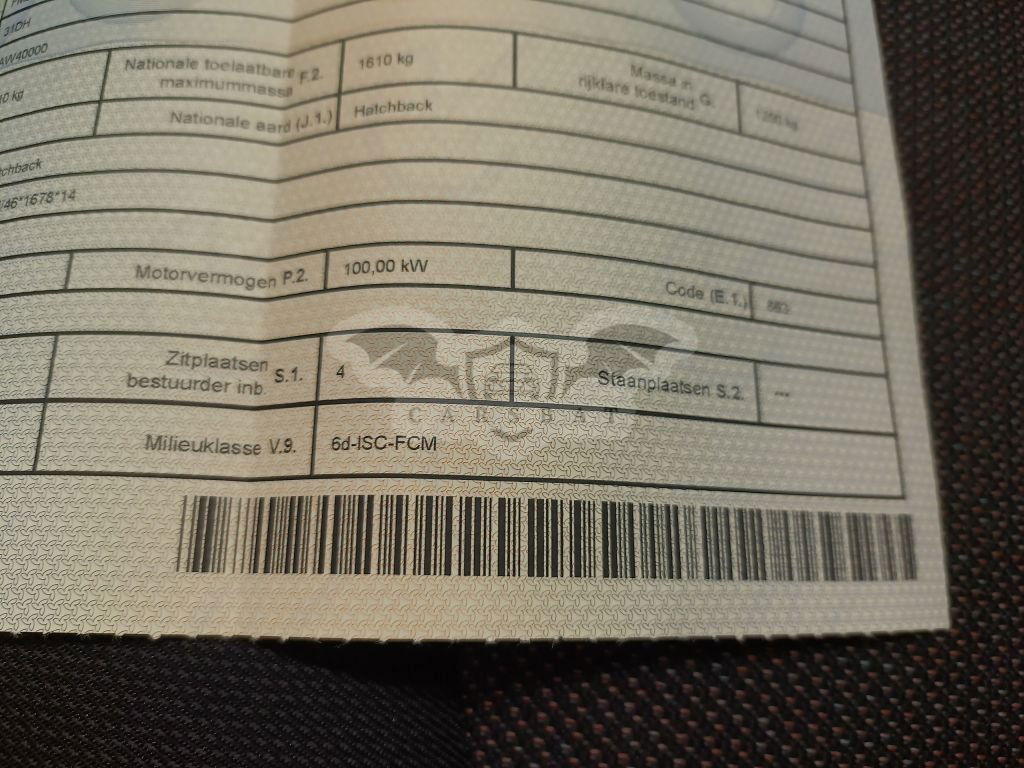 31DH
AW40000
Nationale toelaatbare
maximummassa F.2.
1610 kg
Massa in
rijklare toestand G.
0 kg
Nationale aard (J.1.)
Hatchback
chback
/46*1678*14
Motorvermogen P.2.
100,00 kW
Code (E.1.)
Zitplaatsen
bestuurder inb. S.1.
4
Staanplaatsen S.2.
---
CARSBAT
Milieuklasse V.9.
6d-ISC-FCM